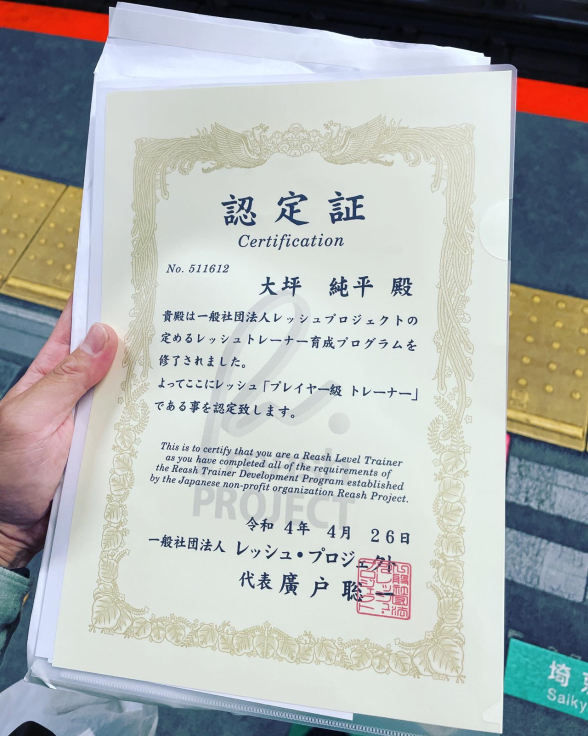 認定証
Certification
No. 511612
大坪 純平 殿
貴殿は一般社団法人レッシュプロジェクトの
定めるレッシュトレーナー育成プログラムを
修了されました。
よってここにレッシュ「プレイヤー級 トレーナー」
である事を認定致します。
This is to certify that you are a Reash Level Trainer
as you have completed all of the requirements of
the Reash Trainer Development Program established
by the Japanese non-profit organization Reash Project.
PROJECT
令和 4年 4月 26日
一般社団法人 レッシュ・プロジェクト
代表 廣戸 聡一
埼京
Saiky